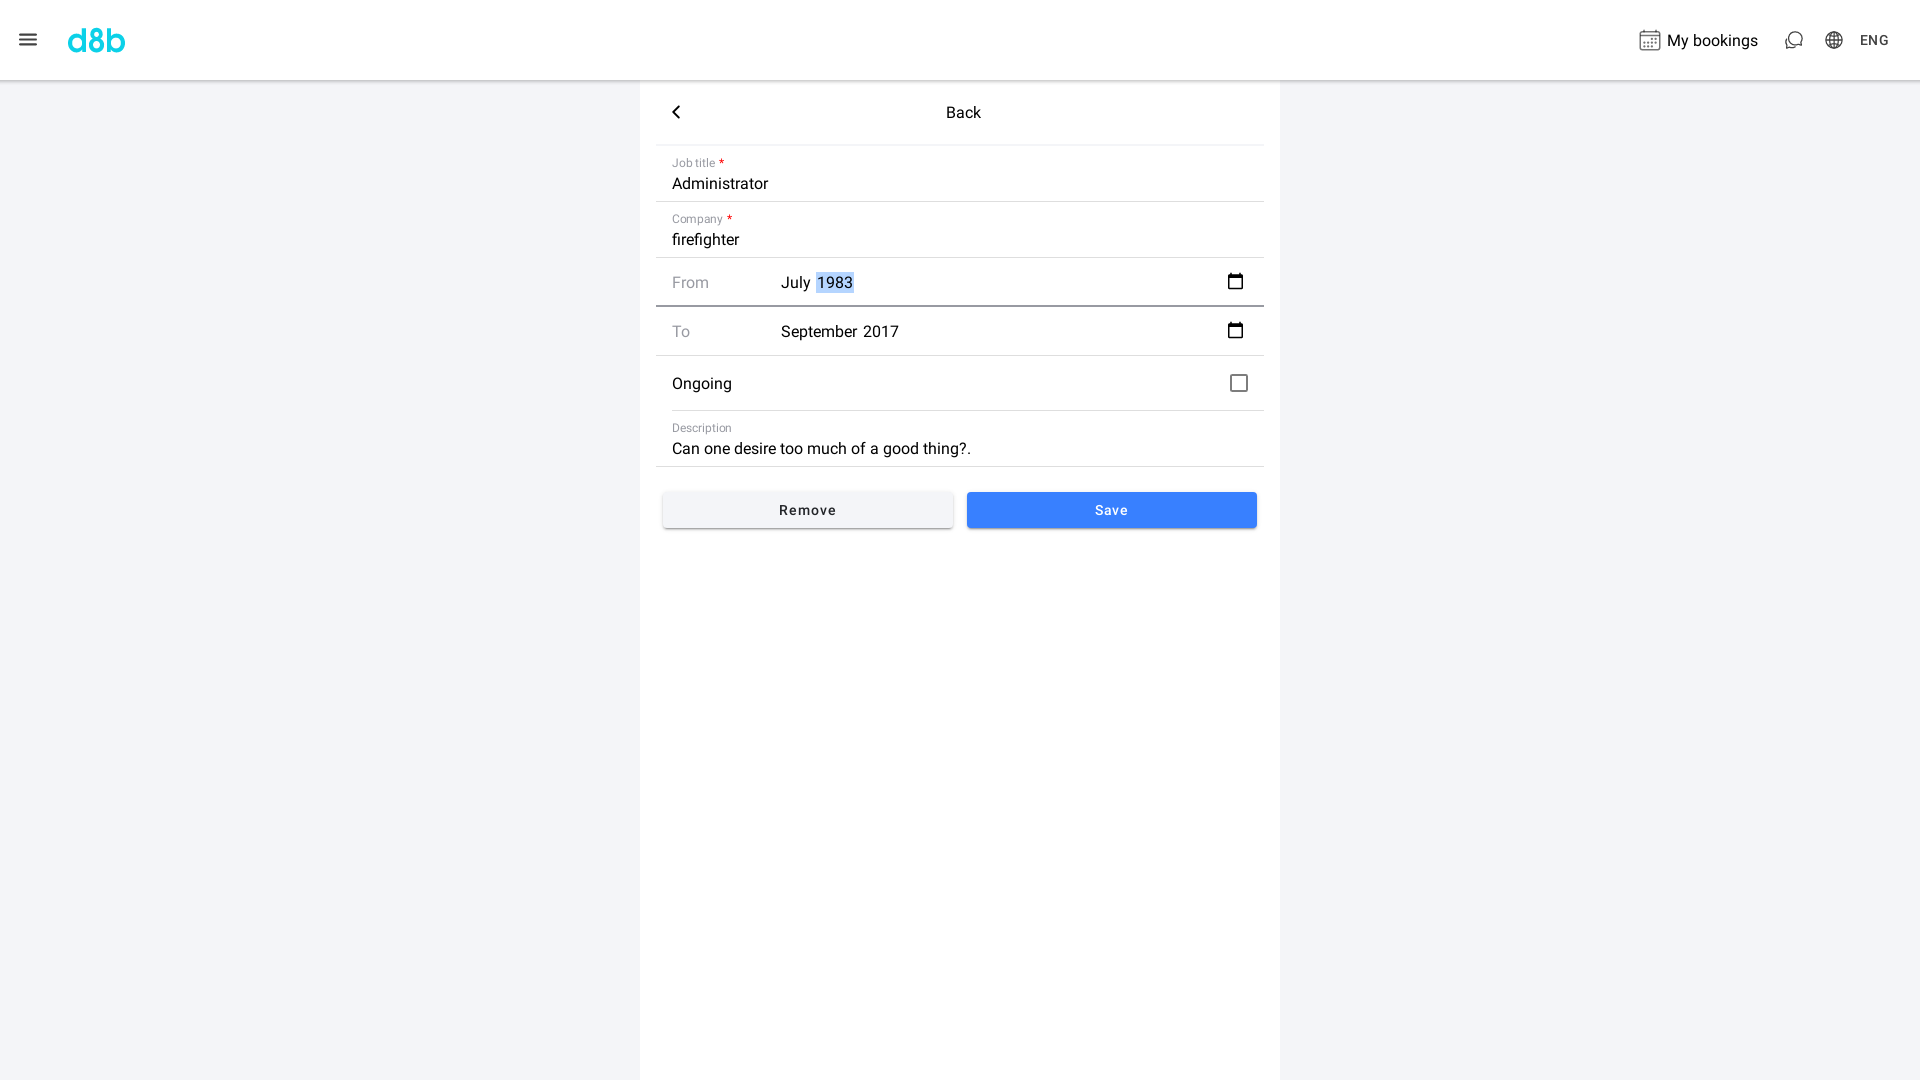 d8b
My bookings
ENG
Back
Job title *
Administrator
Company *
firefighter
From July 1983
To September 2017
Ongoing
Description
Can one desire too much of a good thing?.
Remove Save